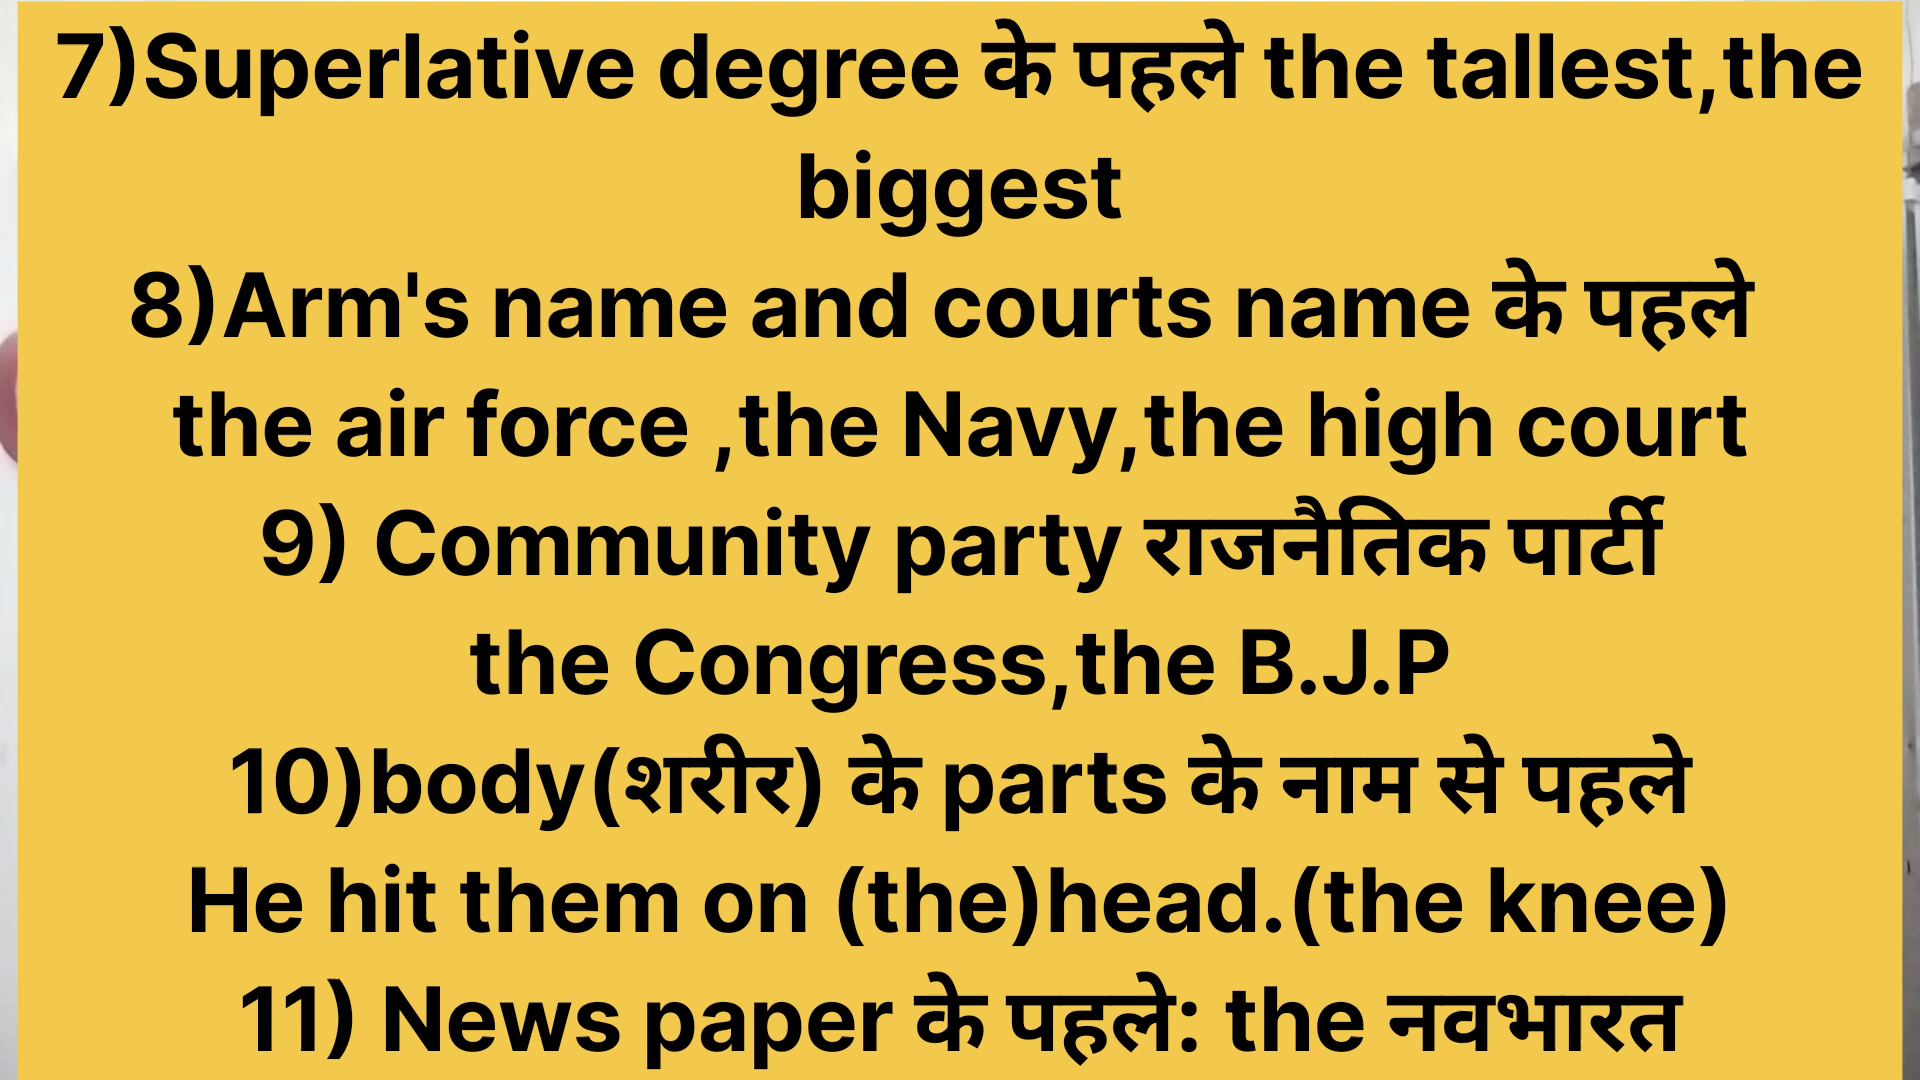 7)Superlative degree के पहले the tallest,the
biggest
8)Arm's name and courts name के पहले
the air force ,the Navy,the high court
9) Community party राजनैतिक पार्टी
the Congress,the B.J.P
10)body(शरीर) के parts के नाम से पहले
He hit them on (the)head.(the knee)
11) News paper के पहले: the नवभारत